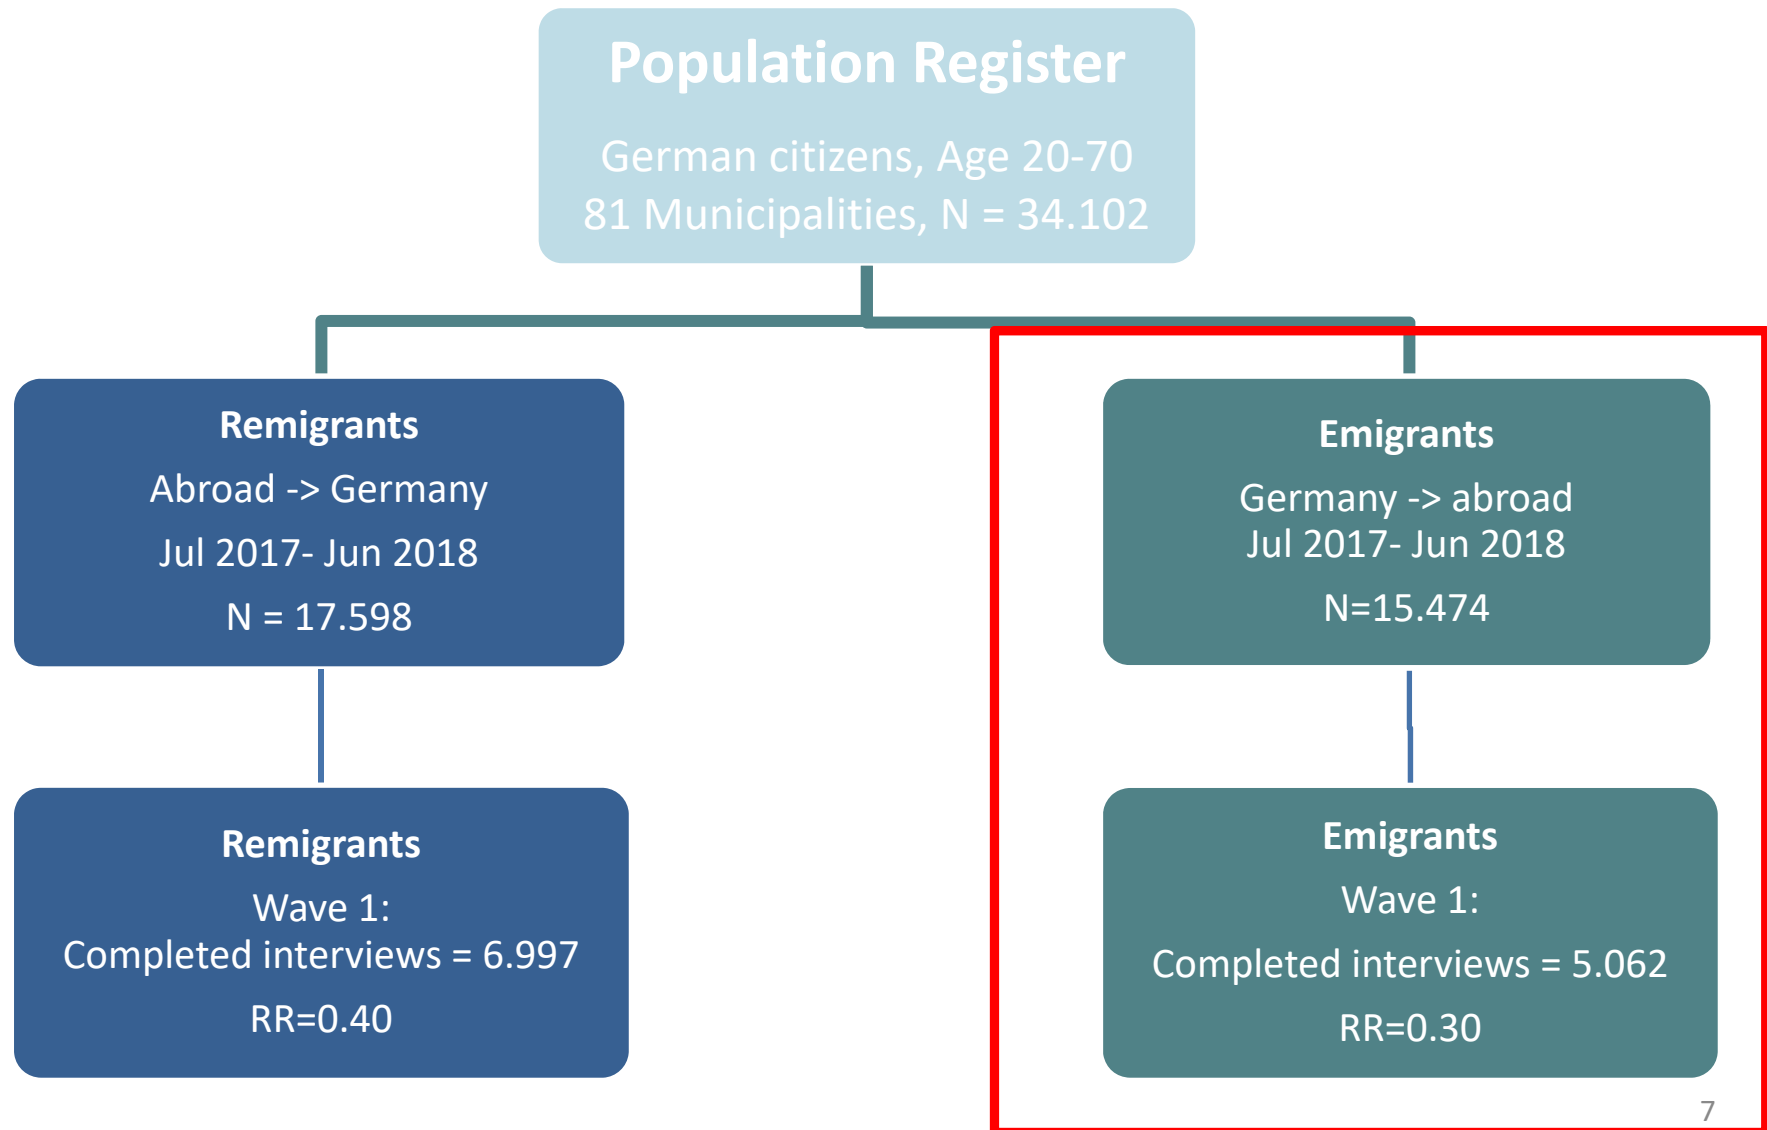 Population Register
German citizens, Age 20-70
81 Municipalities, N = 34.102
Remigrants
Abroad -> Germany
Jul 2017- Jun 2018
N = 17.598
Emigrants
Germany -> abroad
Jul 2017- Jun 2018
N=15.474
Remigrants
Wave 1:
Completed interviews = 6.997
RR=0.40
Emigrants
Wave 1:
Completed interviews = 5.062
RR=0.30
7